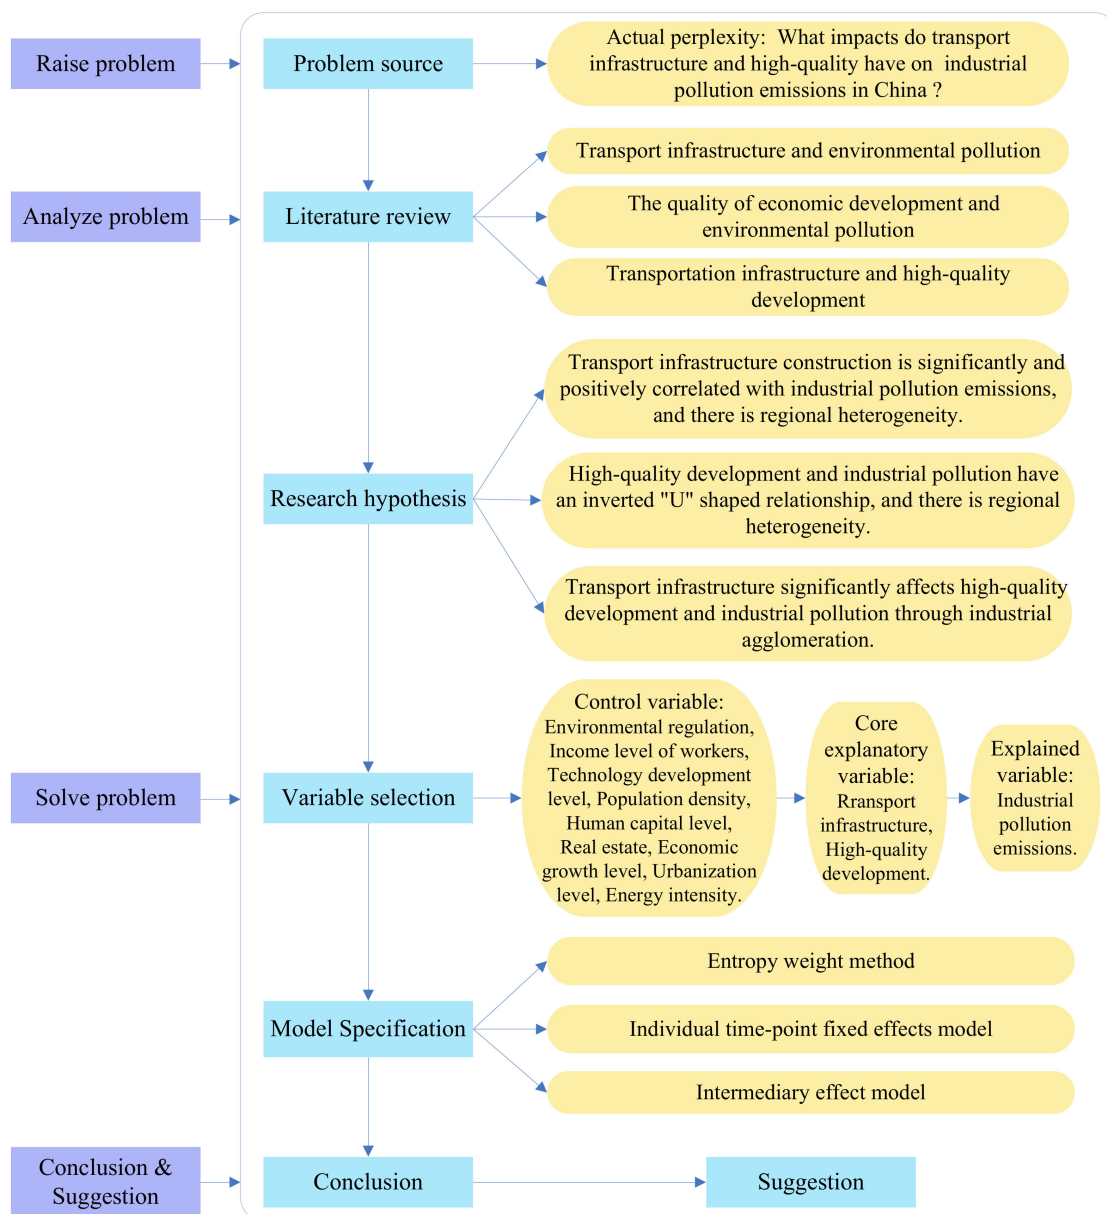 Raise problem
Problem source
Actual perplexity: What impacts do transport
infrastructure and high-quality have on industrial
pollution emissions in China ?
Transport infrastructure and environmental pollution
Analyze problem
Literature review
The quality of economic development and
environmental pollution
Transportation infrastructure and high-quality
development
Transport infrastructure construction is significantly and
positively correlated with industrial pollution emissions,
and there is regional heterogeneity.
Research hypothesis
High-quality development and industrial pollution have
an inverted "U" shaped relationship, and there is regional
heterogeneity.
Transport infrastructure significantly affects high-quality
development and industrial pollution through industrial
agglomeration.
Solve problem
Variable selection
Control variable:
Environmental regulation,
Income level of workers,
Technology development
level, Population density,
Human capital level,
Real estate, Economic
growth level, Urbanization
level, Energy intensity.
Core
explanatory
variable:
Rransport
infrastructure,
High-quality
development.
Explained
variable:
Industrial
pollution
emissions.
Entropy weight method
Model Specification
Individual time-point fixed effects model
Intermediary effect model
Conclusion &
Suggestion
Conclusion
Suggestion